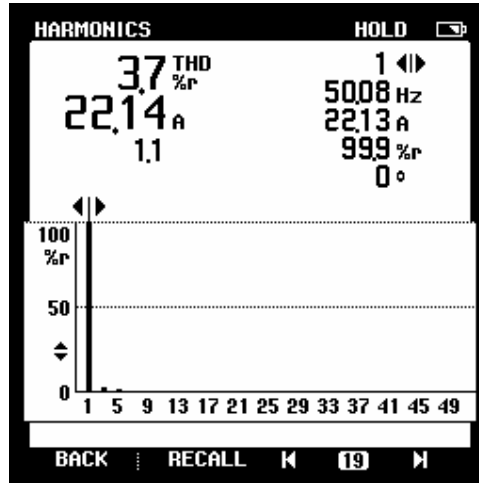 HARMONICS HOLD
3.7 THD %r
22.14 A
1.1
1
50.08 Hz
22.13 A
99.9 %r
0 °
100
%r
50
0
1 5 9 13 17 21 25 29 33 37 41 45 49
BACK RECALL 19